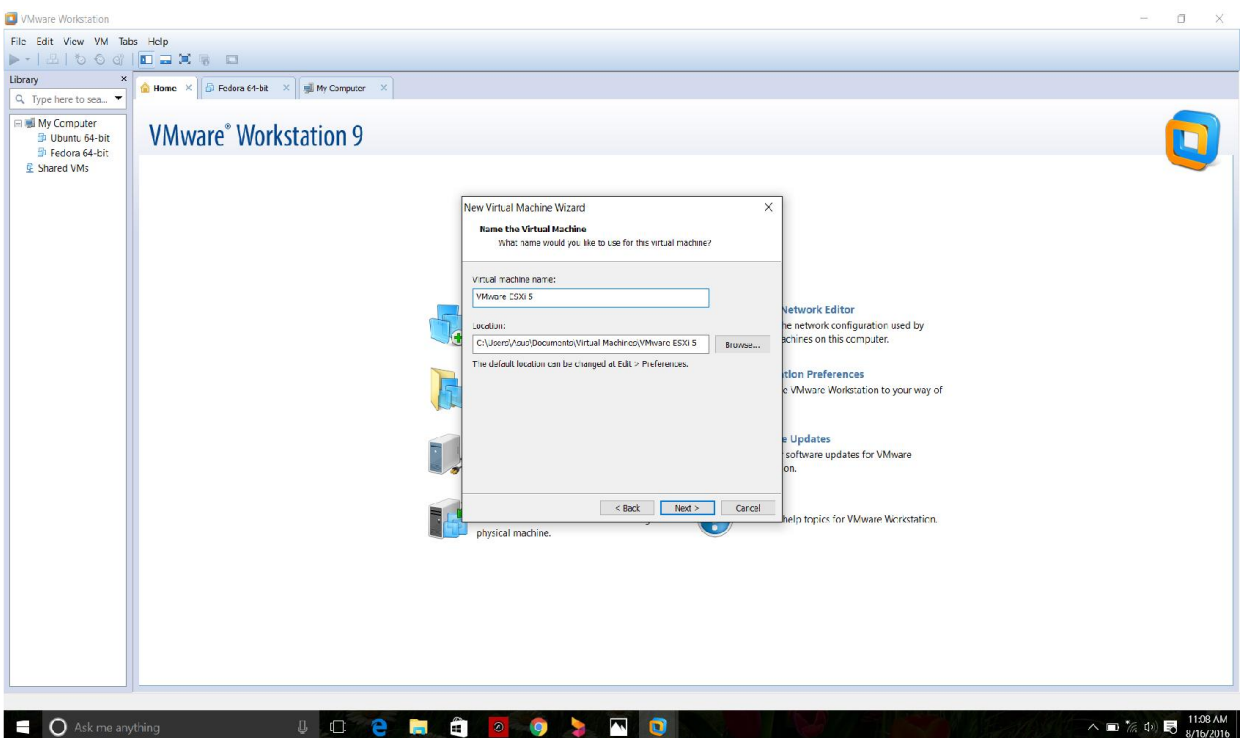 VMware Workstation
File Edit View VM Tabs Help
Library
Type here to sea...
My Computer
Ubuntu 64-bit
Fedora 64-bit
Shared VMs
Home
Fedora 64-bit
My Computer
VMware® Workstation 9
New Virtual Machine Wizard
Name the Virtual Machine
What name would you like to use for this virtual machine?
Virtual machine name:
VMware ESXi 5
Location:
C:\Users\Asus\Documents\Virtual Machines\VMware ESXi 5
Browse...
The default location can be changed at Edit > Preferences.
< Back
Next >
Cancel
Network Editor
he network configuration used by
achines on this computer.
tion Preferences
e VMware Workstation to your way of
e Updates
software updates for VMware
on.
help topics for VMware Workstation.
physical machine.
Ask me anything
11:08 AM
8/16/2016